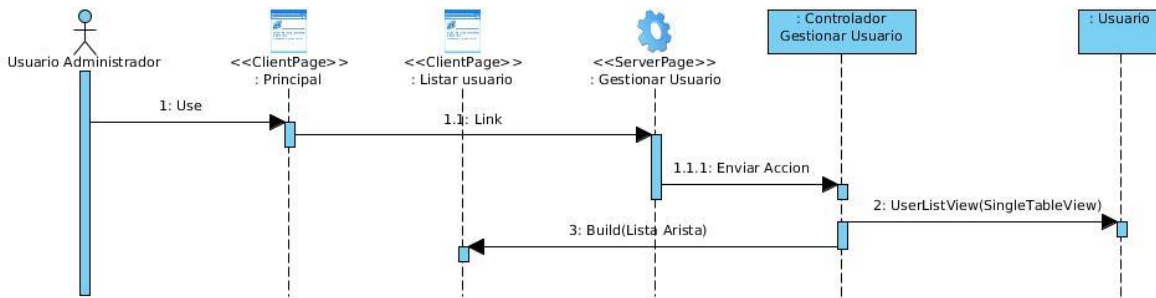 Usuario Administrador
<<ClientPage>>
: Principal
<<ClientPage>>
: Listar usuario
<<ServerPage>>
: Gestionar Usuario
: Controlador
Gestionar Usuario
: Usuario
1: Use
1.1: Link
1.1.1: Enviar Accion
2: UserListView(SingleTableView)
3: Build(Lista Arista)